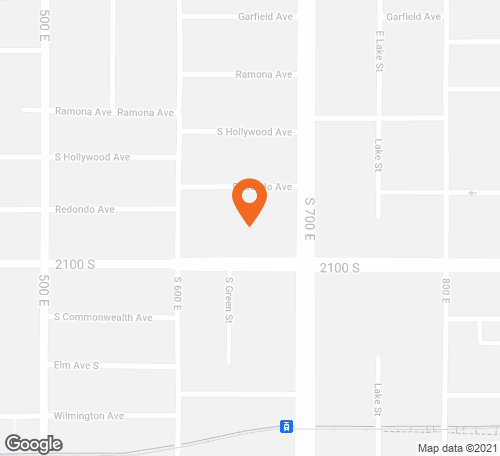 500 E
Garfield Ave
Garfield Ave
E Lake St
Ramona Ave
Ramona Ave
Ramona Ave
S Hollywood Ave
Lake St
S Hollywood Ave
Ave
Redondo Ave
S 700 E
2100 S
2100 S
500 E
S 600 E
S Green St
800 E
S Commonwealth Ave
Elm Ave S
Lake St
Wilmington Ave
Google
Map data ©2021